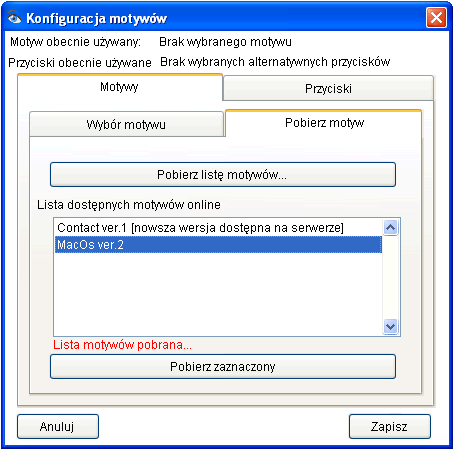 Konfiguracja motywów
Motyw obecnie używany: Brak wybranego motywu
Przyciski obecnie używane Brak wybranych alternatywnych przycisków
Motywy Przyciski
Wybór motywu Pobierz motyw
Pobierz listę motywów...
Lista dostępnych motywów online
Contact ver.1 [nowsza wersja dostępna na serwerze]
MacOs ver.2
Lista motywów pobrana...
Pobierz zaznaczony
Anuluj Zapisz